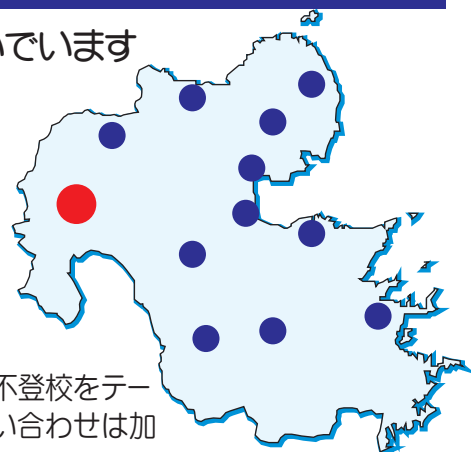 いでいます
不登校をテー
い合わせは加